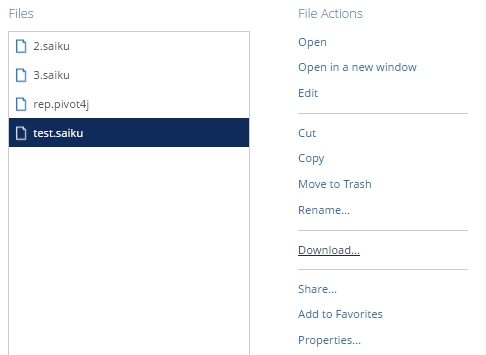 Files
2.saiku
3.saiku
rep.pivot4j
test.saiku
File Actions
Open
Open in a new window
Edit
Cut
Copy
Move to Trash
Rename...
Download...
Share...
Add to Favorites
Properties...